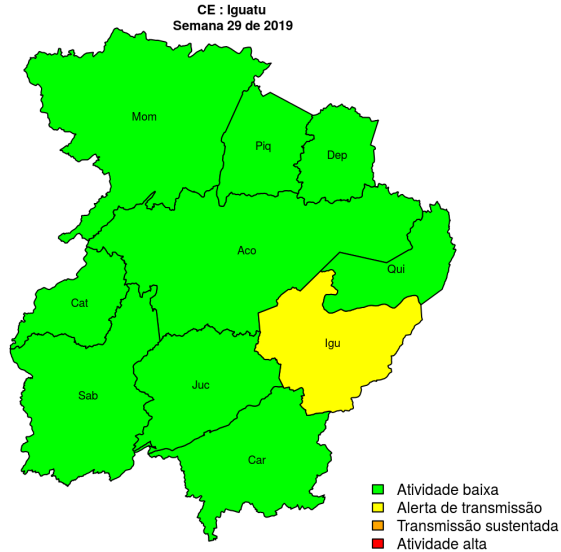 CE : Iguatu
Semana 29 de 2019
Mom
Piq
Dep
Aco
Qui
Cat
Igu
Juc
Sab
Car
Atividade baixa
Alerta de transmissão
Transmissão sustentada
Atividade alta